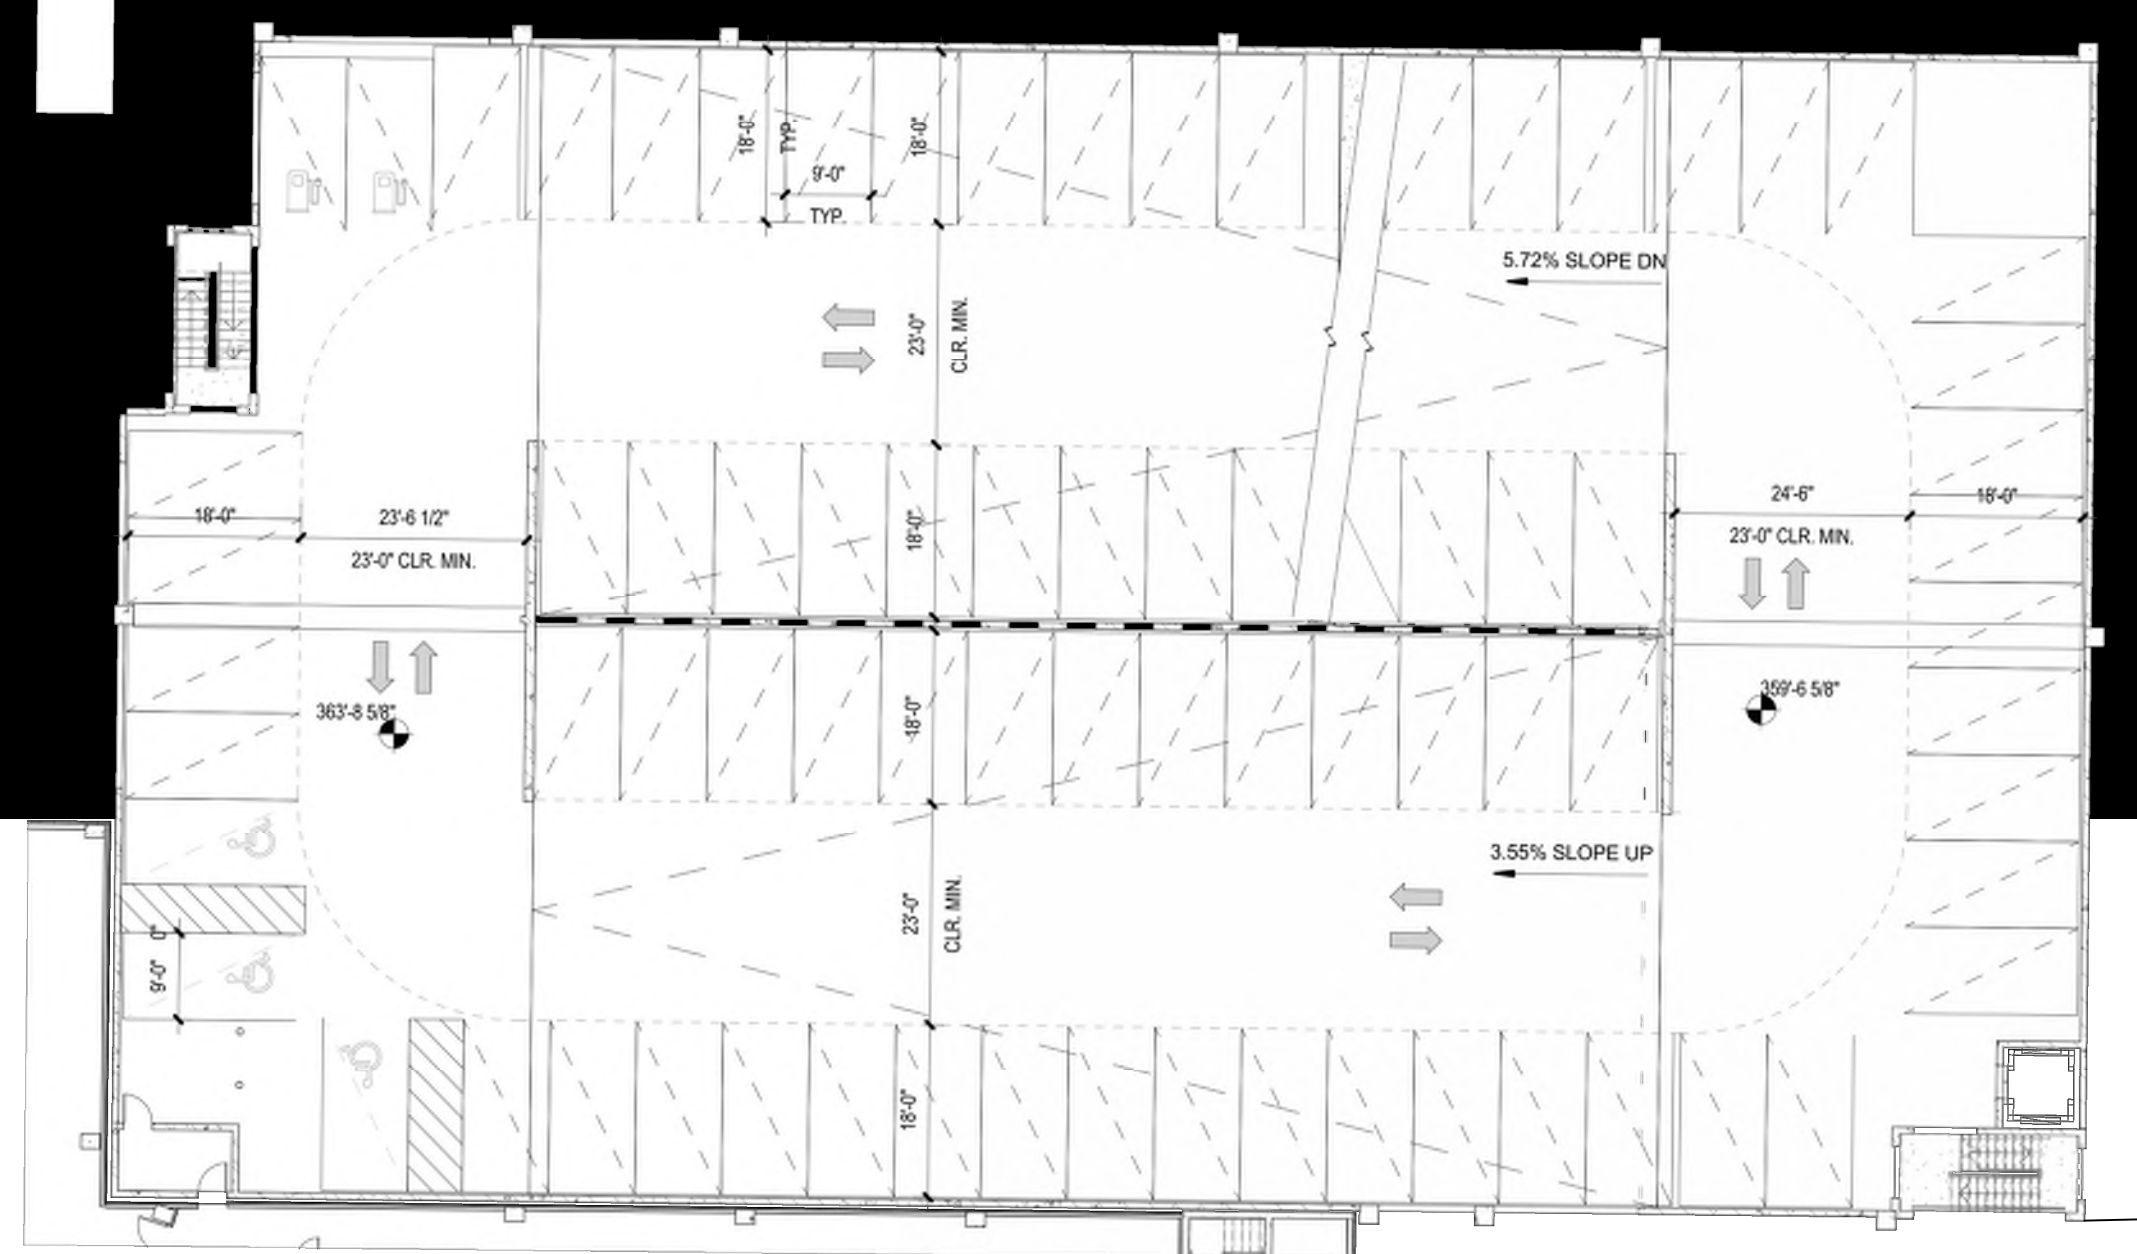 18'-0"
TYP.
18'-0"
9'-0"
TYP.
5.72% SLOPE DN
23'-0"
CLR. MIN.
18'-0"
23'-6 1/2"
23'-0" CLR. MIN.
18'-0"
24'-6"
18'-0"
23'-0" CLR. MIN.
363'-8 5/8"
18'-0"
359'-6 5/8"
3.55% SLOPE UP
23'-0"
CLR. MIN.
9'-0"
18'-0"